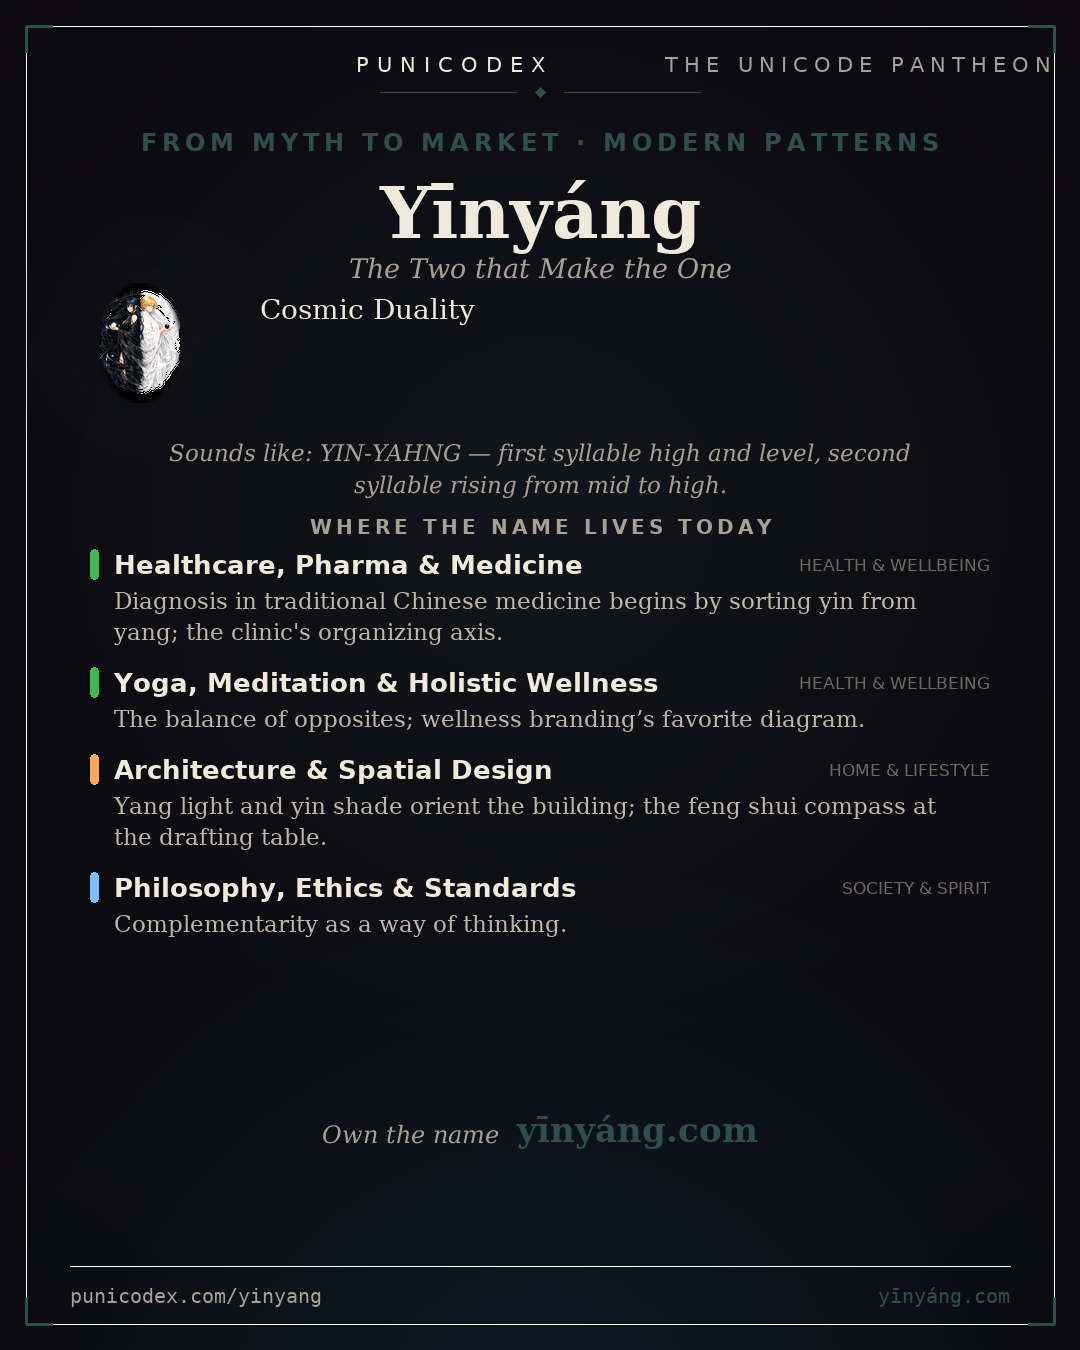 PUNICODEX THE UNICODE PANTHEON
FROM MYTH TO MARKET · MODERN PATTERNS
Yīnyáng
The Two that Make the One
Cosmic Duality
Sounds like: YIN-YAHNG — first syllable high and level, second
syllable rising from mid to high.
WHERE THE NAME LIVES TODAY
Healthcare, Pharma & Medicine HEALTH & WELLBEING
Diagnosis in traditional Chinese medicine begins by sorting yin from
yang; the clinic's organizing axis.
Yoga, Meditation & Holistic Wellness HEALTH & WELLBEING
The balance of opposites; wellness branding’s favorite diagram.
Architecture & Spatial Design HOME & LIFESTYLE
Yang light and yin shade orient the building; the feng shui compass at
the drafting table.
Philosophy, Ethics & Standards SOCIETY & SPIRIT
Complementarity as a way of thinking.
Own the name yīnyáng.com
punicodex.com/yinyang yīnyáng.com